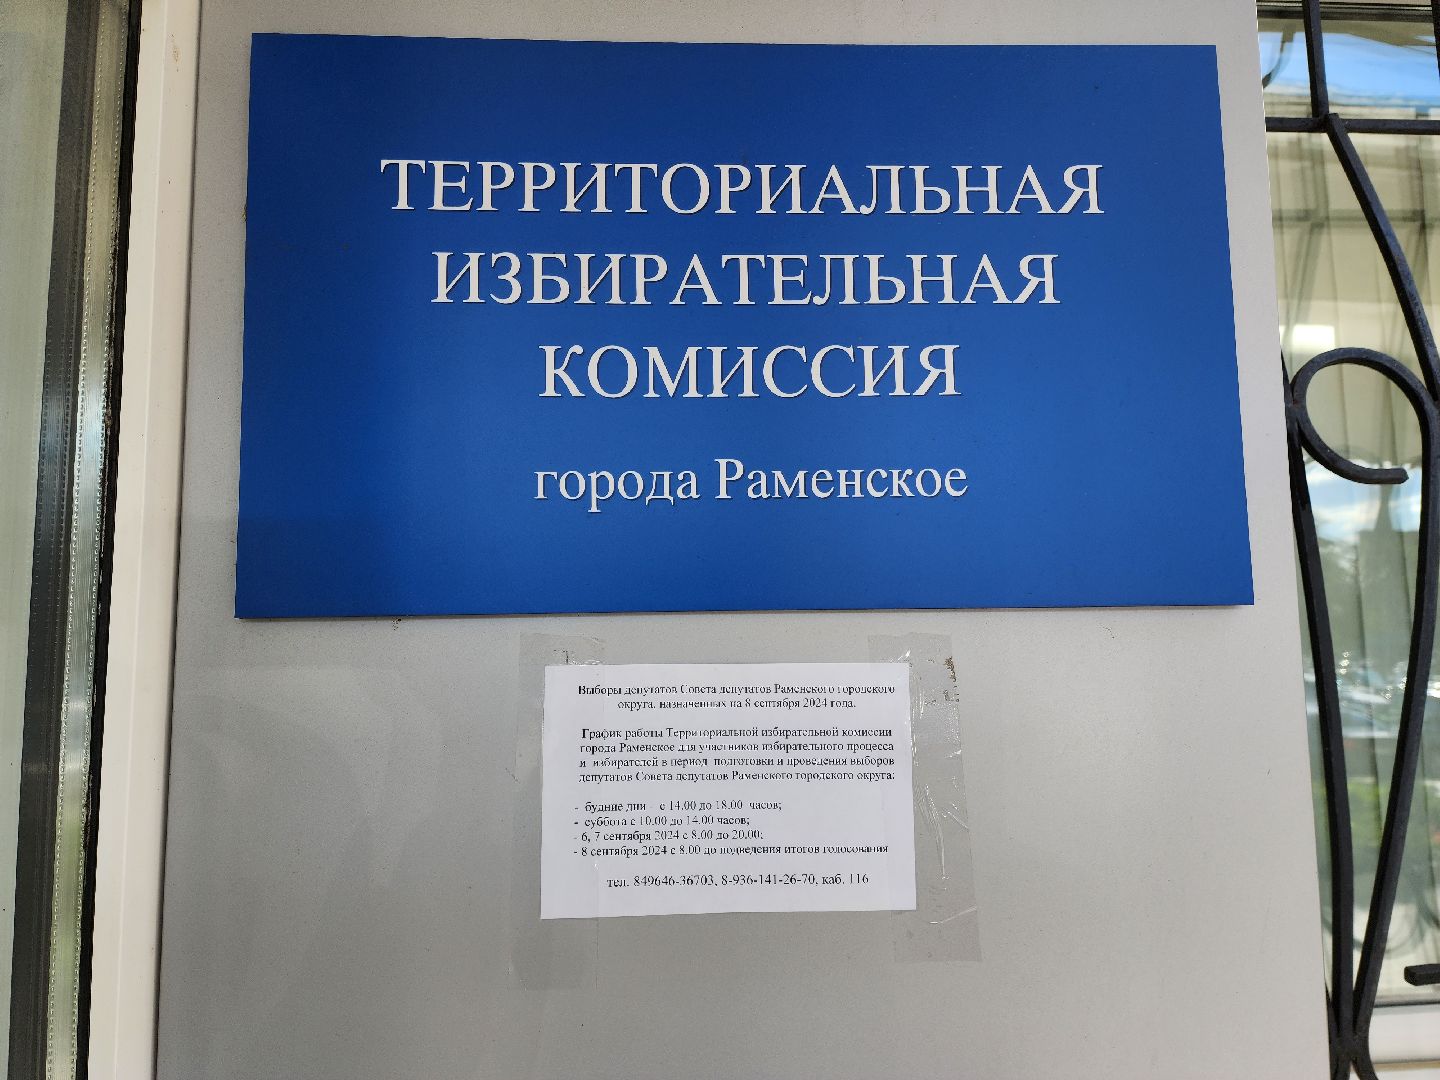 ТЕРРИТОРИАЛЬНАЯ
ИЗБИРАТЕЛЬНАЯ
КОМИССИЯ
города Раменское
Выборы депутатов Совета депутатов Раменского городского
округа, назначенных на 8 сентября 2024 года.
График работы Территориальной избирательной комиссии
города Раменское для участников избирательного процесса
и избирателей в период подготовки и проведения выборов
депутатов Совета депутатов Раменского городского округа:
- будние дни - с 14.00 до 18.00 часов;
- суббота с 10.00 до 14.00 часов;
- 6, 7 сентября 2024 с 8.00 до 20.00;
- 8 сентября 2024 с 8.00 до подведения итогов голосования
тел. 849646-36703, 8-936-141-26-70, каб. 116